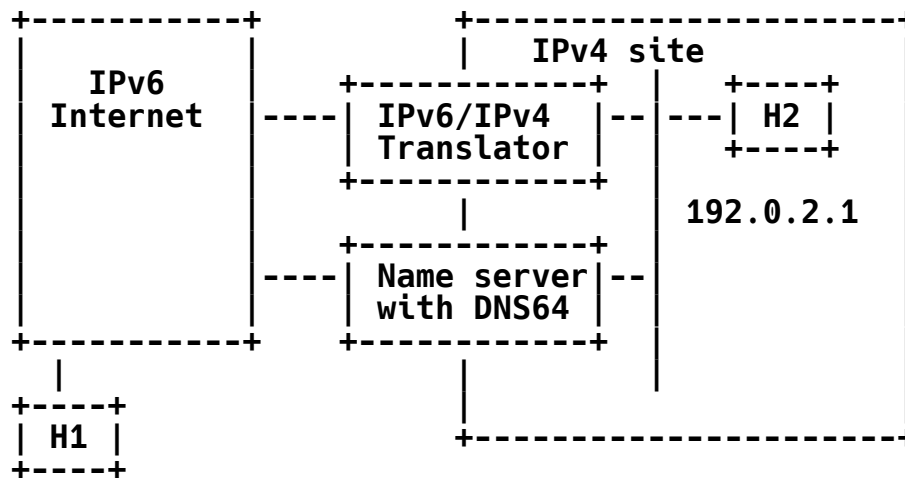 IPv4 site
IPv6
Internet
IPv6/IPv4
Translator
H2
192.0.2.1
Name server
with DNS64
H1